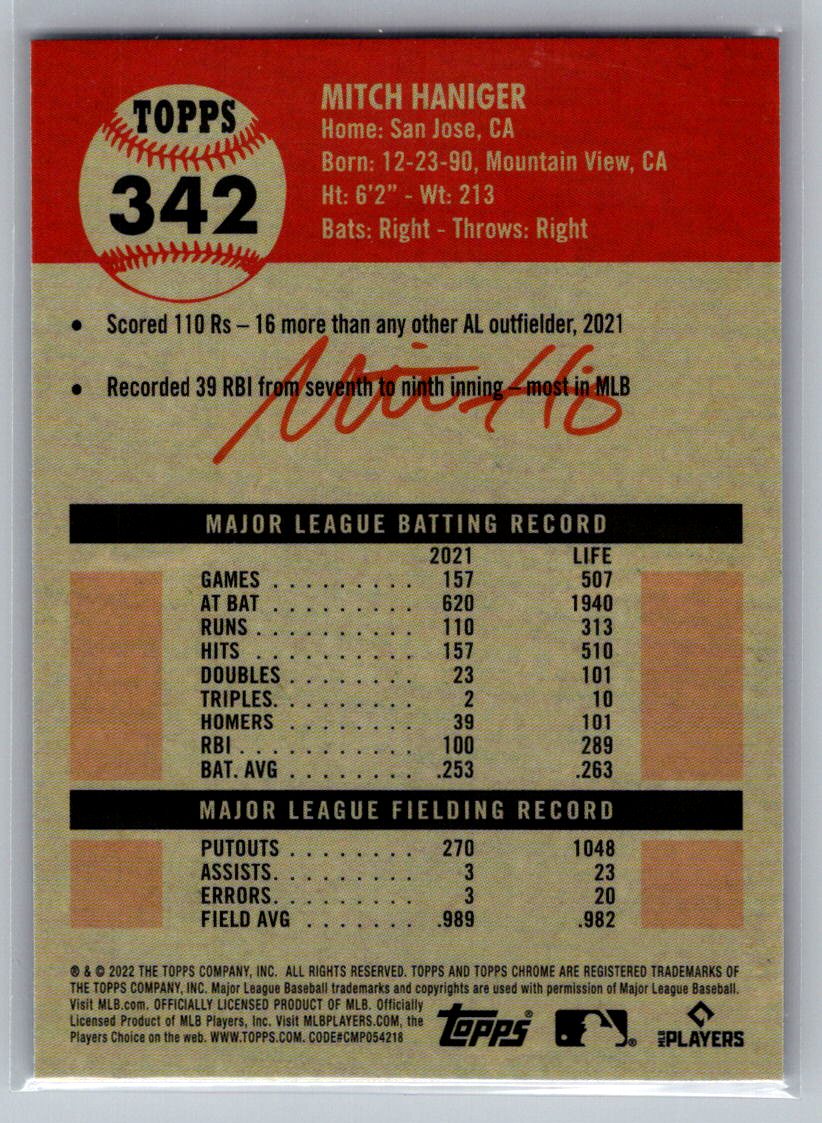 TOPPS
342
MITCH HANIGER
Home: San Jose, CA
Born: 12-23-90, Mountain View, CA
Ht: 6'2" - Wt: 213
Bats: Right - Throws: Right
• Scored 110 Rs – 16 more than any other AL outfielder, 2021
• Recorded 39 RBI from seventh to ninth inning – most in MLB
MAJOR LEAGUE BATTING RECORD
2021 LIFE
GAMES . . . . . . . . . 157 507
AT BAT . . . . . . . . . 620 1940
RUNS . . . . . . . . . . 110 313
HITS . . . . . . . . . . 157 510
DOUBLES . . . . . . . . 23 101
TRIPLES. . . . . . . . . 2 10
HOMERS . . . . . . . . 39 101
RBI . . . . . . . . . . . 100 289
BAT. AVG . . . . . . . . .253 .263
MAJOR LEAGUE FIELDING RECORD
PUTOUTS . . . . . . . . 270 1048
ASSISTS. . . . . . . . . 3 23
ERRORS. . . . . . . . . 3 20
FIELD AVG . . . . . . . .989 .982
® & © 2022 THE TOPPS COMPANY, INC. ALL RIGHTS RESERVED. TOPPS AND TOPPS CHROME ARE REGISTERED TRADEMARKS OF
THE TOPPS COMPANY, INC. Major League Baseball trademarks and copyrights are used with permission of Major League Baseball.
Visit MLB.com. OFFICIALLY LICENSED PRODUCT OF MLB. Officially
Licensed Product of MLB Players, Inc. Visit MLBPLAYERS.COM, the
Players Choice on the web. WWW.TOPPS.COM. CODE#CMP054218
Topps® ® MLB PLAYERS